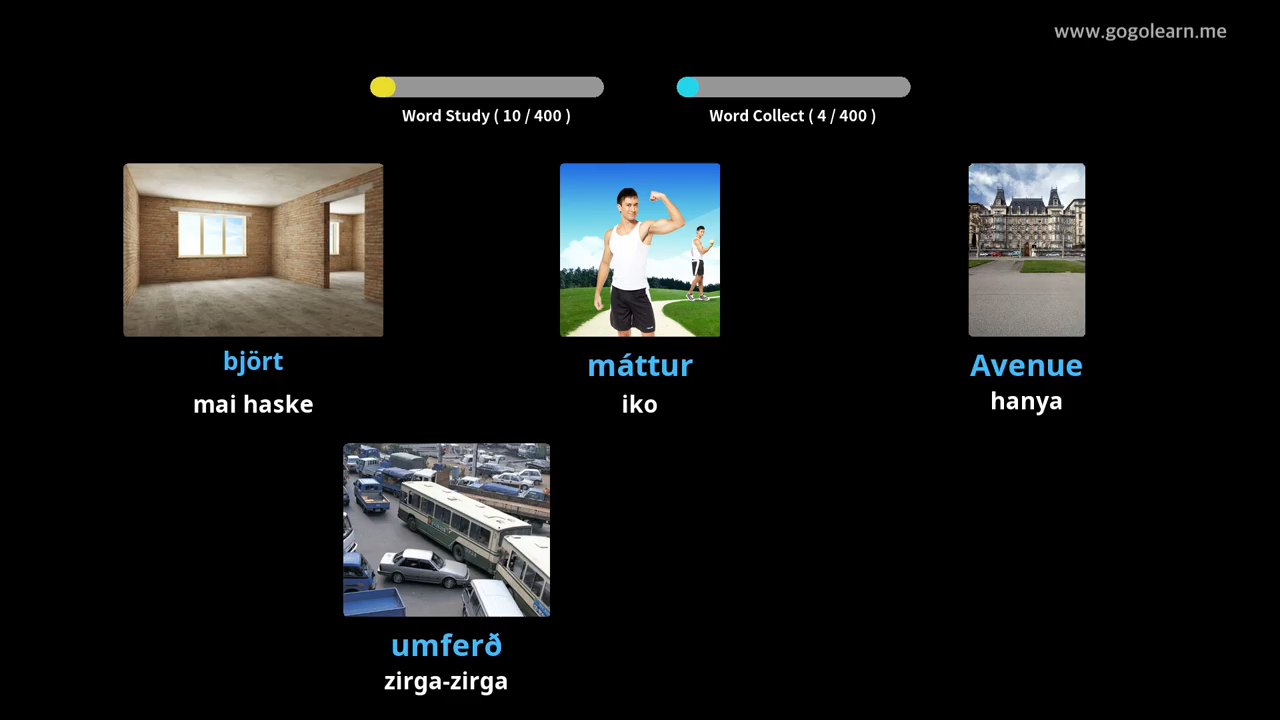 www.gogolearn.me
Word Study ( 10 / 400 )
Word Collect ( 4 / 400 )
björt
máttur
Avenue
mai haske
iko
hanya
umferð
zirga-zirga